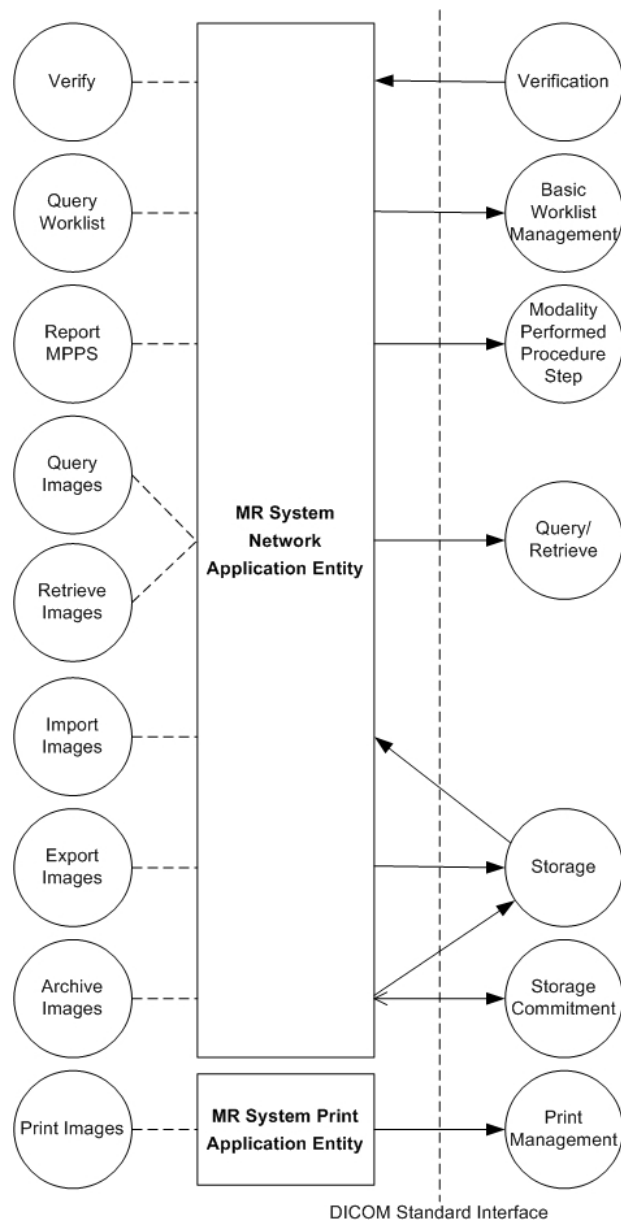 Verify
Verification
Query
Worklist
Basic
Worklist
Management
Report
MPPS
Modality
Performed
Procedure
Step
Query
Images
Retrieve
Images
MR System
Network
Application Entity
Query/
Retrieve
Import
Images
Export
Images
Storage
Archive
Images
Storage
Commitment
Print Images
MR System Print
Application Entity
Print
Management
DICOM Standard Interface